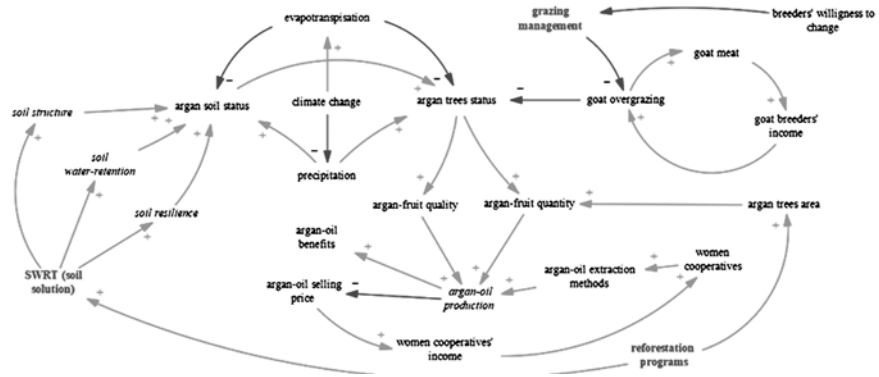 evapotranspisation
grazing
management
breeders' willigness to
change
goat meat
argan soil status
climate change
argan trees status
goat overgrazing
soil structure
goat breeders'
income
soil
water-retention
precipitation
soil resilience
argan-fruit quality
argan-fruit quantity
argan trees area
argan-oil
benefits
SWRT (soil
solution)
argan-oil selling
price
argan-oil
production
argan-oil extraction
methods
women
cooperatives
women cooperatives'
income
reforestation
programs